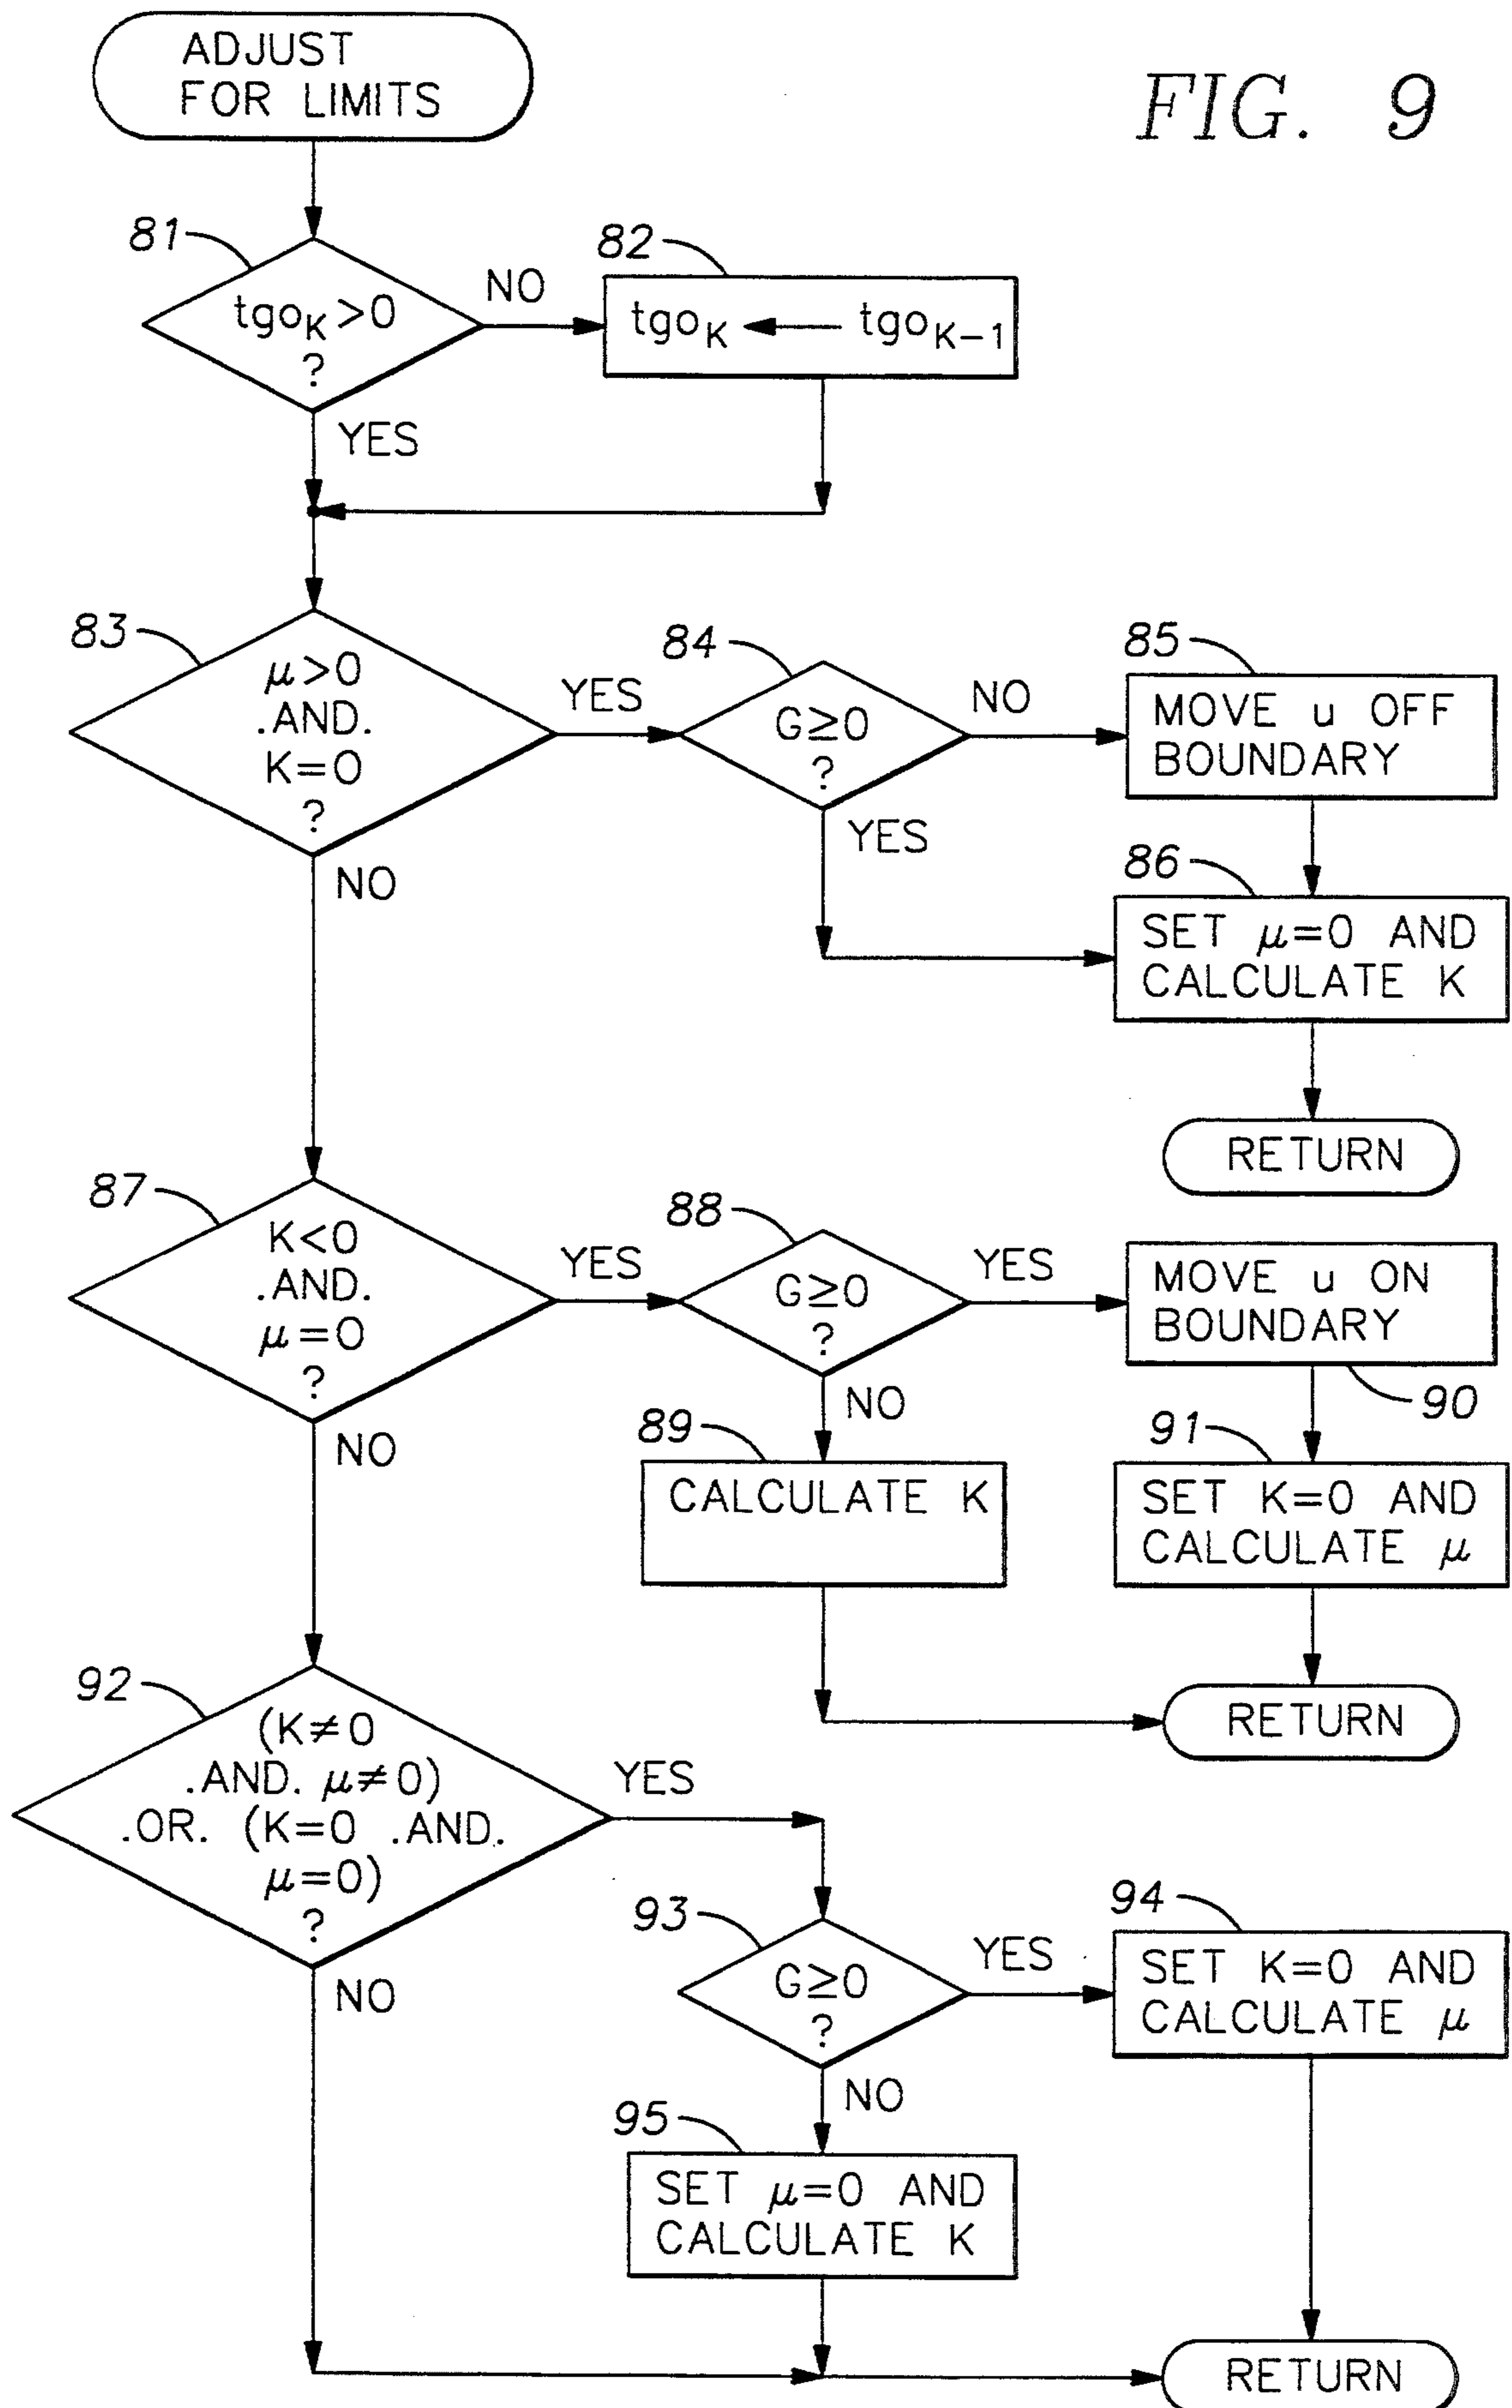 ADJUST
FOR LIMITS
FIG. 9
81
tgo_K >0
?
NO
82
tgo_K ← tgo_K-1
YES
83
μ>0
.AND.
K=0
?
YES
84
G≥0
?
NO
85
MOVE u OFF
BOUNDARY
YES
86
SET μ=0 AND
CALCULATE K
NO
RETURN
87
K<0
.AND.
μ=0
?
YES
88
G≥0
?
YES
MOVE u ON
BOUNDARY
90
NO
89
CALCULATE K
91
SET K=0 AND
CALCULATE μ
NO
RETURN
92
(K≠0
.AND. μ≠0)
.OR. (K=0 .AND.
μ=0)
?
YES
93
G≥0
?
YES
94
SET K=0 AND
CALCULATE μ
NO
NO
95
SET μ=0 AND
CALCULATE K
RETURN